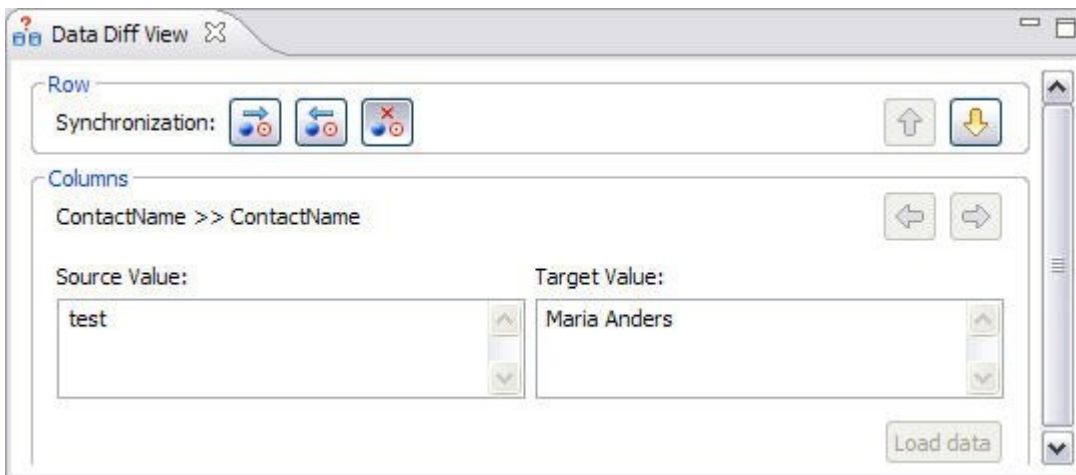 Data Diff View
Row
Synchronization:
Columns
ContactName >> ContactName
Source Value: Target Value:
test Maria Anders
Load data